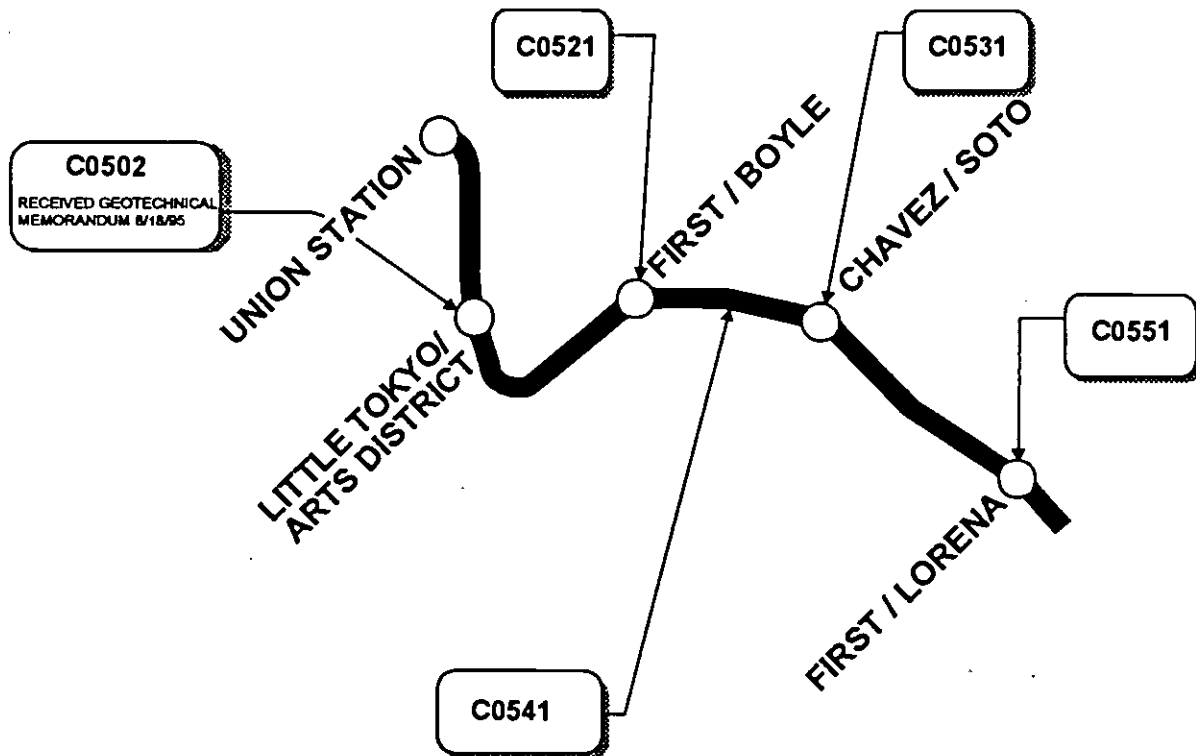 C0521
C0531
C0502
RECEIVED GEOTECHNICAL
MEMORANDUM 8/18/95
UNION STATION
FIRST / BOYLE
CHAVEZ / SOTO
C0551
LITTLE TOKYO/
ARTS DISTRICT
FIRST / LORENA
C0541